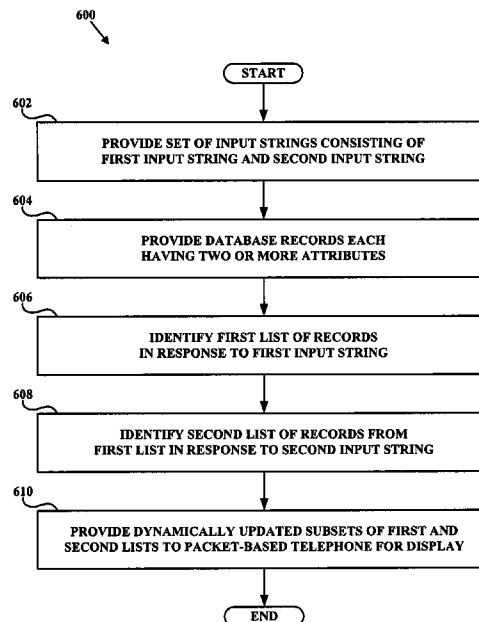 600
START
602
PROVIDE SET OF INPUT STRINGS CONSISTING OF
FIRST INPUT STRING AND SECOND INPUT STRING
604
PROVIDE DATABASE RECORDS EACH
HAVING TWO OR MORE ATTRIBUTES
606
IDENTIFY FIRST LIST OF RECORDS
IN RESPONSE TO FIRST INPUT STRING
608
IDENTIFY SECOND LIST OF RECORDS FROM
FIRST LIST IN RESPONSE TO SECOND INPUT STRING
610
PROVIDE DYNAMICALLY UPDATED SUBSETS OF FIRST AND
SECOND LISTS TO PACKET-BASED TELEPHONE FOR DISPLAY
END